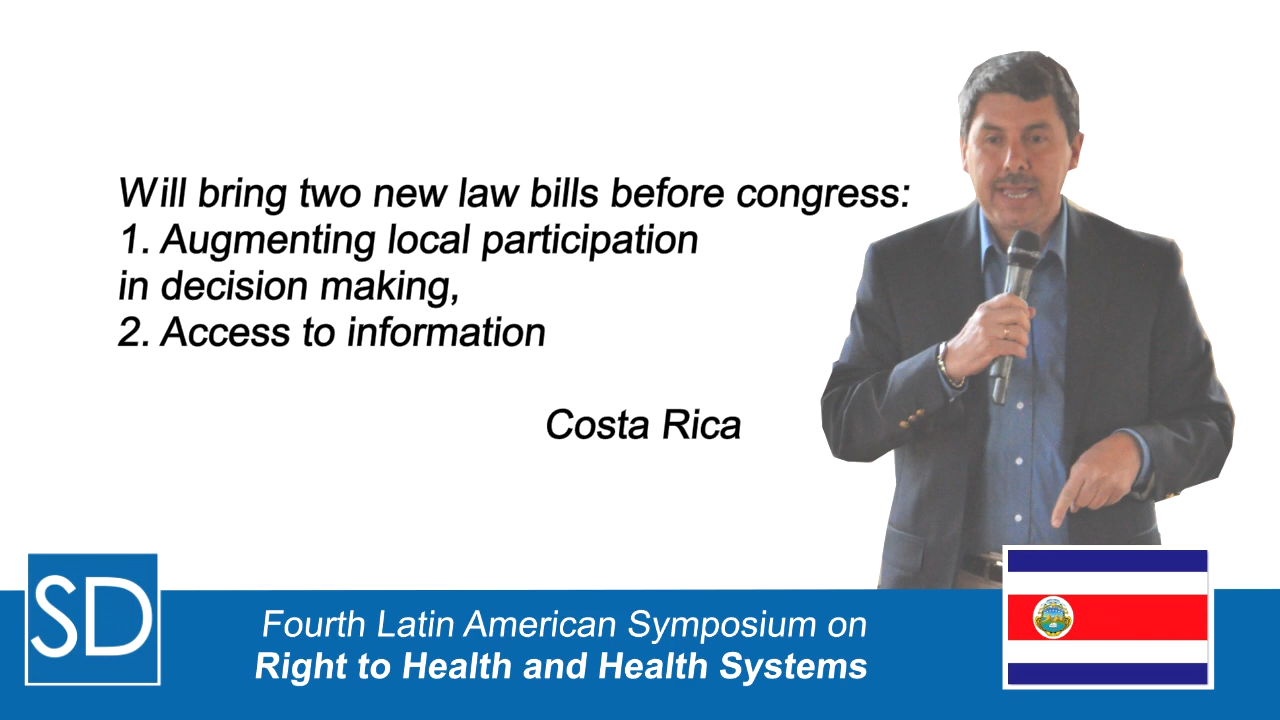 Will bring two new law bills before congress:
1. Augmenting local participation
in decision making,
2. Access to information
Costa Rica
SD
Fourth Latin American Symposium on
Right to Health and Health Systems